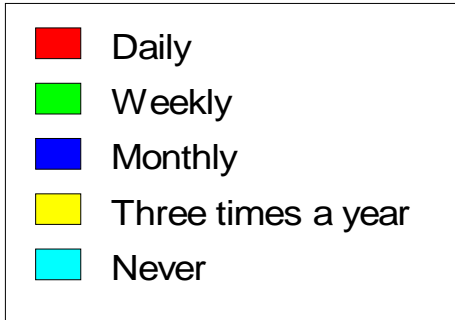 Daily
Weekly
Monthly
Three times a year
Never